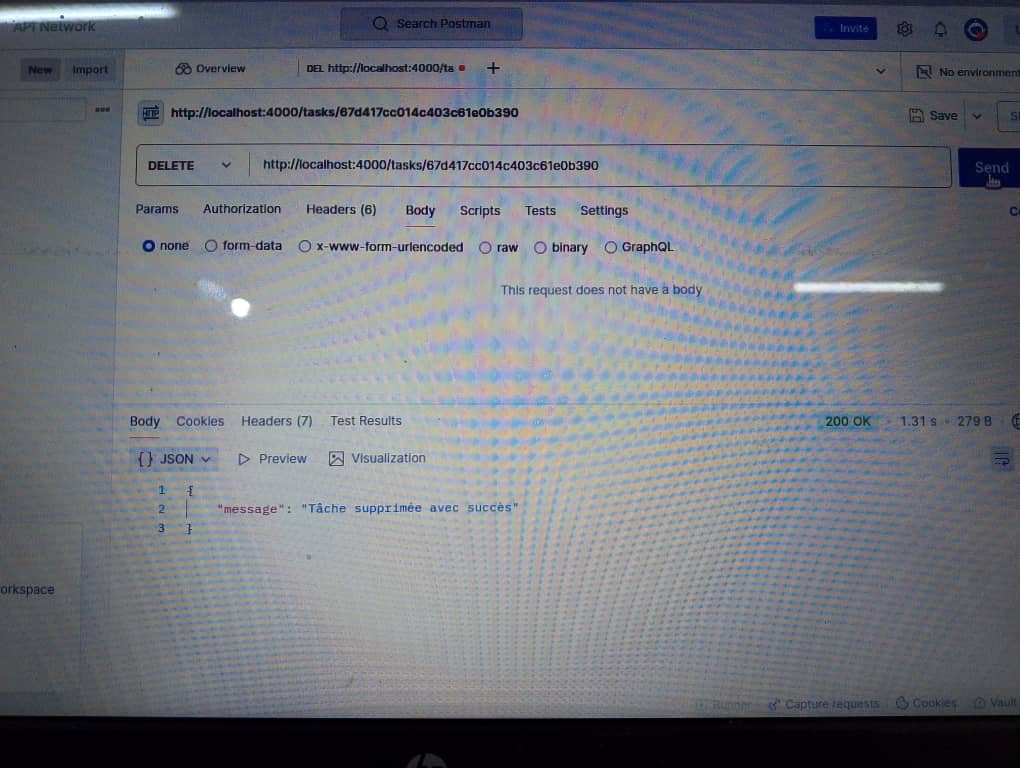 API Network
Search Postman
Invite
New Import
Overview
DEL http://localhost:4000/ta
No environment
http://localhost:4000/tasks/67d417cc014c403c61e0b390
Save
DELETE http://localhost:4000/tasks/67d417cc014c403c61e0b390
Send
Params Authorization Headers (6) Body Scripts Tests Settings
none form-data x-www-form-urlencoded raw binary GraphQL
This request does not have a body
Body Cookies Headers (7) Test Results
200 OK 1.31 s 279 B
{} JSON Preview Visualization
1 {
2 "message": "Tâche supprimée avec succès"
3 }
orkspace
Runner Capture requests Cookies Vault